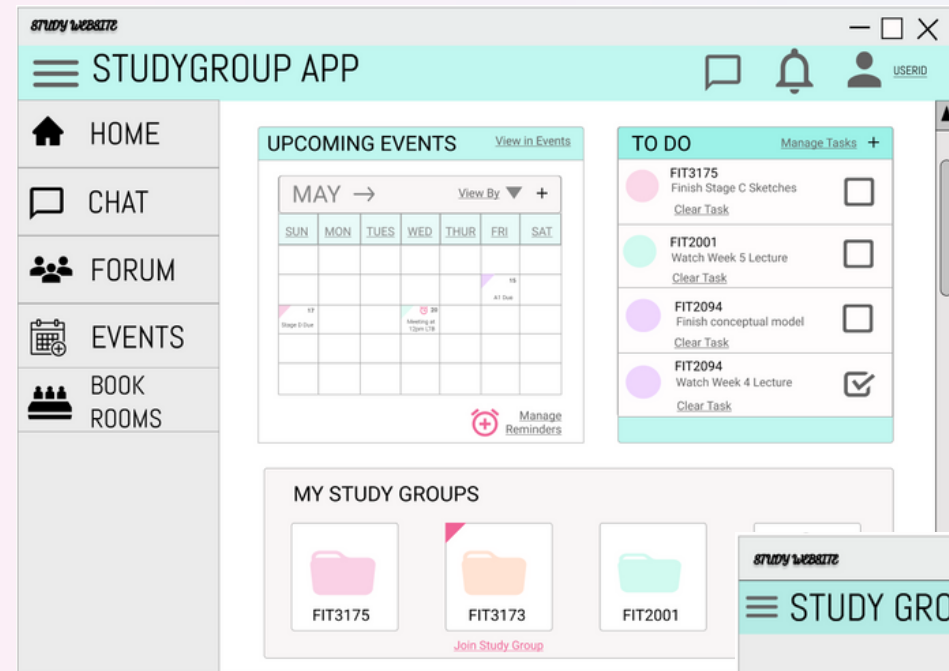 STUDY WEBSITE
STUDYGROUP APP
USERID
HOME
CHAT
FORUM
EVENTS
BOOK
ROOMS
UPCOMING EVENTS View in Events
MAY → View By +
SUN MON TUES WED THUR FRI SAT
15
A1 Due
17 20
Stage D Due Meeting at
12pm LTB
Manage
Reminders
TO DO Manage Tasks +
FIT3175
Finish Stage C Sketches
Clear Task
FIT2001
Watch Week 5 Lecture
Clear Task
FIT2094
Finish conceptual model
Clear Task
FIT2094
Watch Week 4 Lecture
Clear Task
MY STUDY GROUPS
FIT3175 FIT3173 FIT2001
Join Study Group
STUDY WEBSITE
STUDY GRO